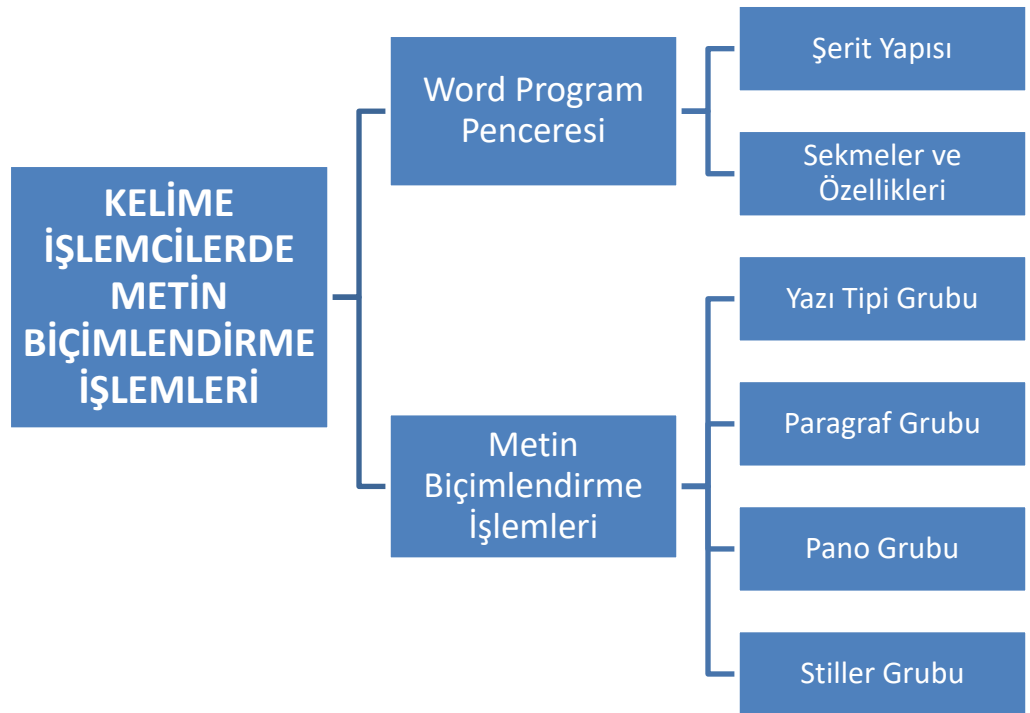 KELİME
İŞLEMCİLERDE
METİN
BİÇİMLENDİRME
İŞLEMLERİ
Word Program
Penceresi
Şerit Yapısı
Sekmeler ve
Özellikleri
Metin
Biçimlendirme
İşlemleri
Yazı Tipi Grubu
Paragraf Grubu
Pano Grubu
Stiller Grubu